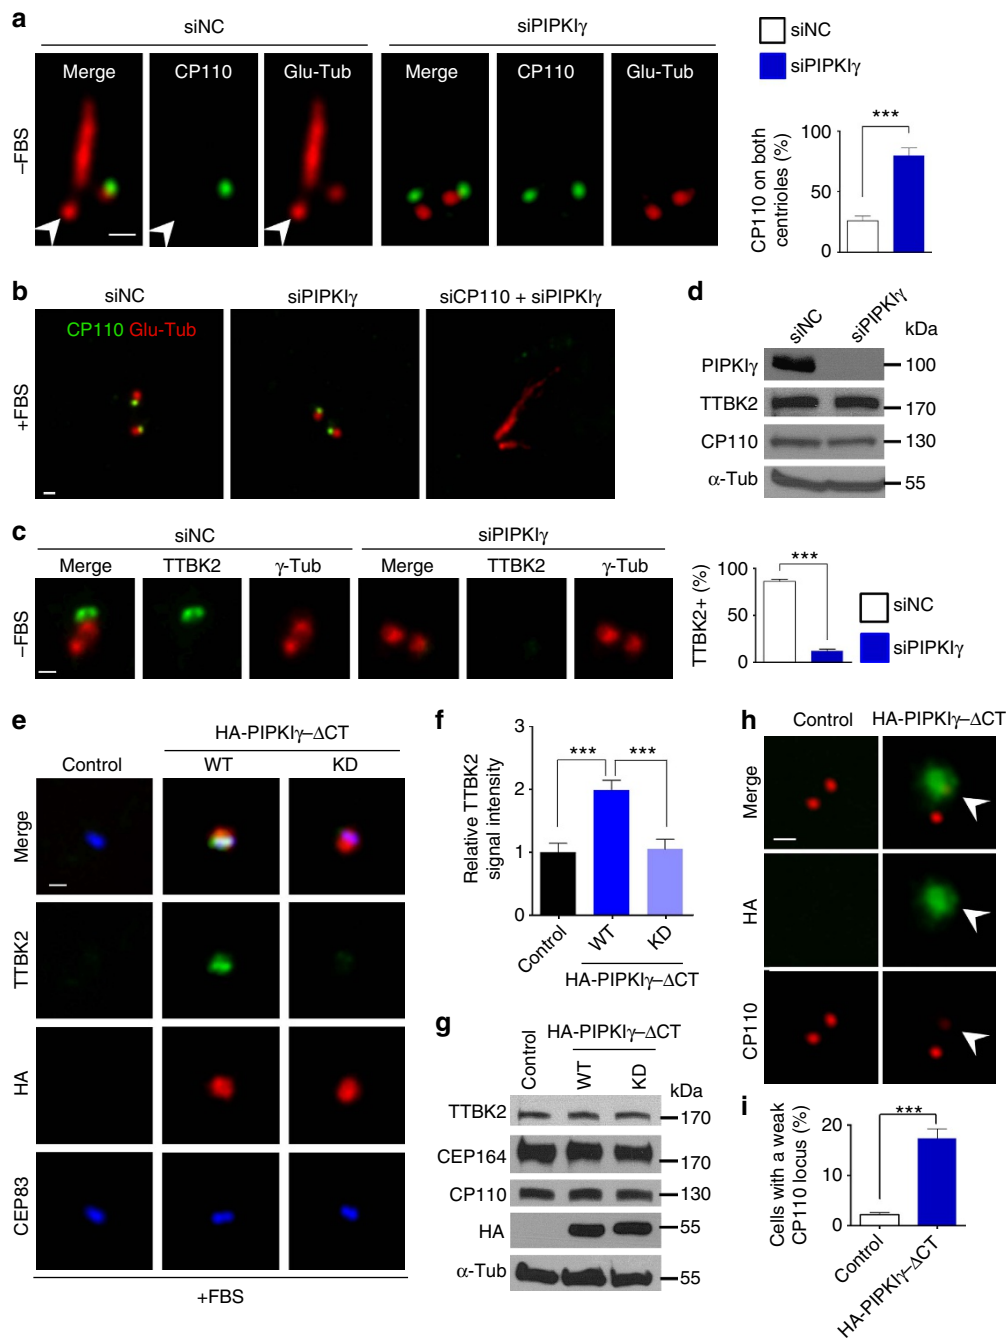 a
siNC
siPIPKIγ
Merge CP110 Glu-Tub Merge CP110 Glu-Tub
–FBS
siNC
siPIPKIγ
CP110 on both centrioles (%)
100
50
0
***
b
siNC siPIPKIγ siCP110 + siPIPKIγ
CP110 Glu-Tub
+FBS
d
siNC siPIPKIγ kDa
PIPKIγ 100
TTBK2 170
CP110 130
α-Tub 55
c
siNC
siPIPKIγ
Merge TTBK2 γ-Tub Merge TTBK2 γ-Tub
–FBS
TTBK2+ (%)
100
50
0
***
siNC
siPIPKIγ
e
HA-PIPKIγ–ΔCT
Control WT KD
Merge
TTBK2
HA
CEP83
+FBS
f
Relative TTBK2
signal intensity
3
2
1
0
*** ***
Control WT KD
HA-PIPKIγ–ΔCT
g
HA-PIPKIγ–ΔCT
Control WT KD kDa
TTBK2 170
CEP164 170
CP110 130
HA 55
α-Tub 55
h
Control HA-PIPKIγ–ΔCT
Merge
HA
CP110
i
Cells with a weak
CP110 locus (%)
20
10
0
***
Control
HA-PIPKIγ–ΔCT